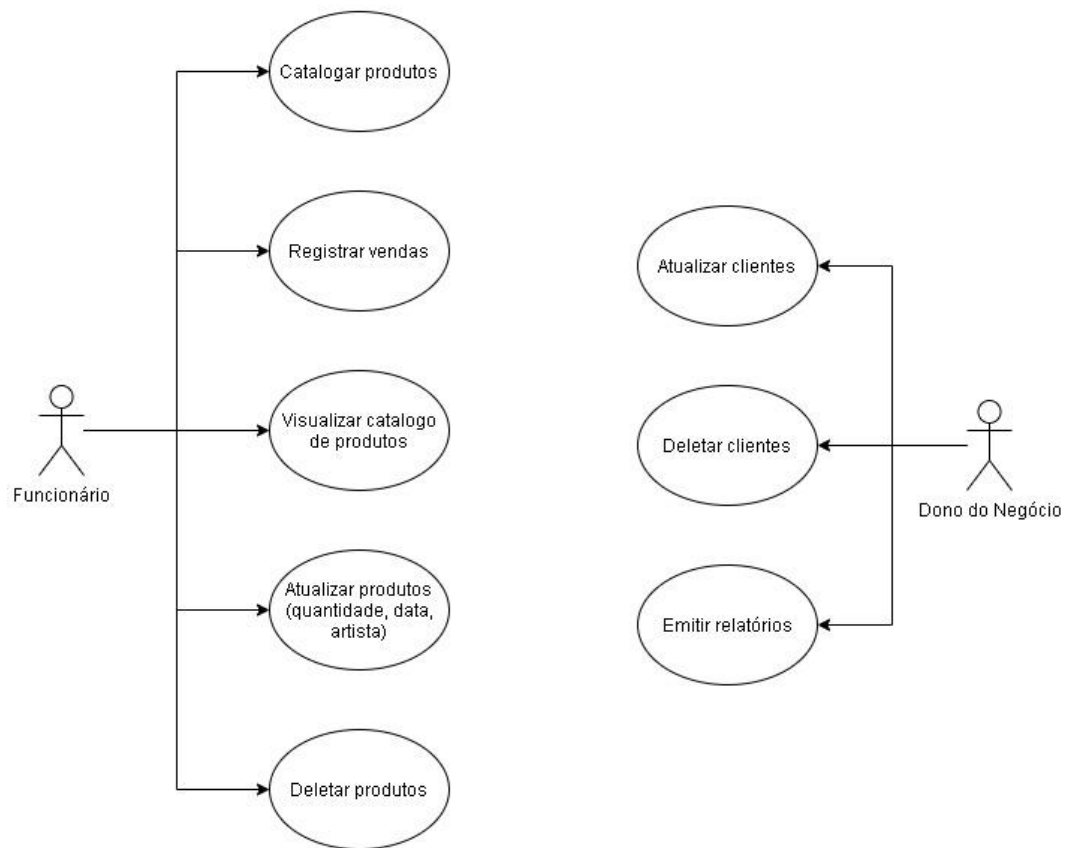 Catalogar produtos
Registrar vendas
Visualizar catalogo
de produtos
Funcionário
Atualizar produtos
(quantidade, data,
artista)
Deletar produtos
Atualizar clientes
Deletar clientes
Dono do Negócio
Emitir relatórios